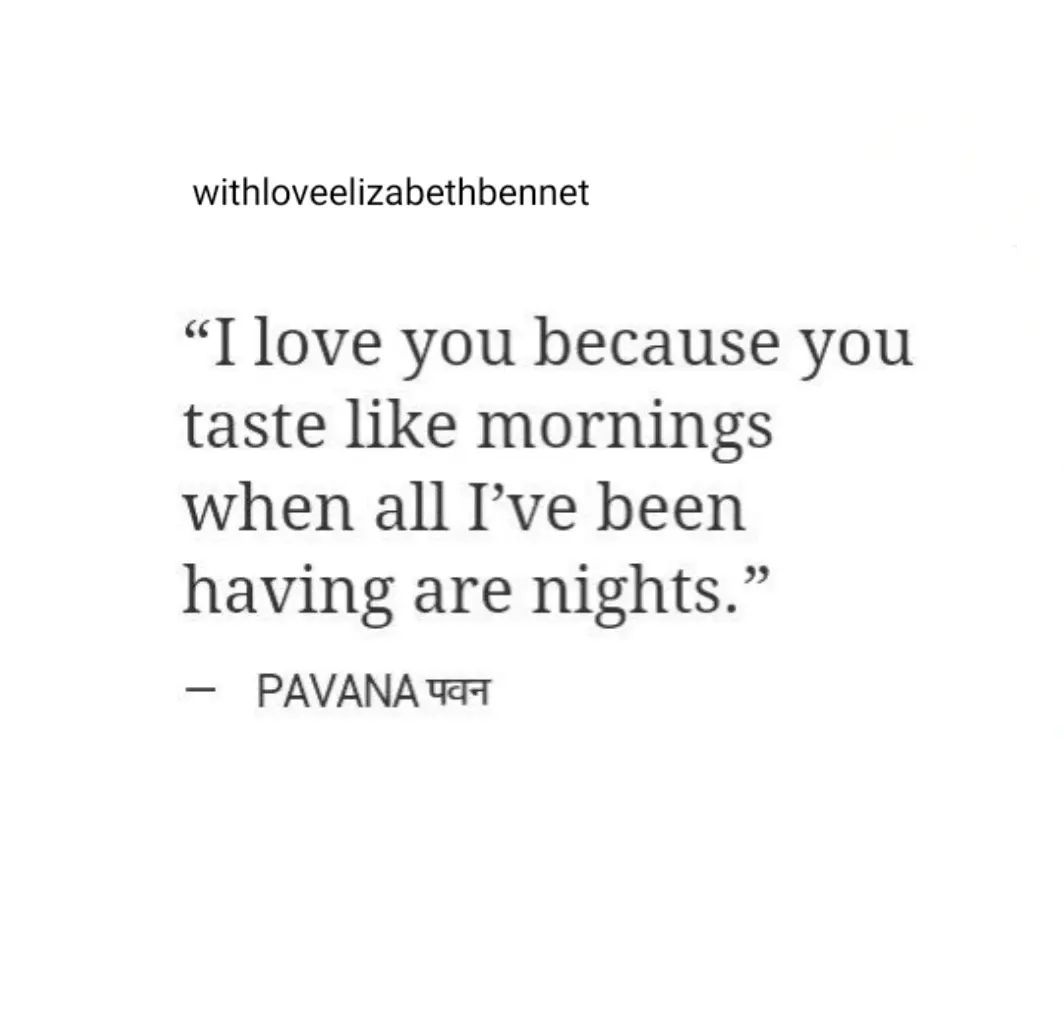 withloveelizabethbennet
“I love you because you
taste like mornings
when all I’ve been
having are nights.”
— PAVANA पवन